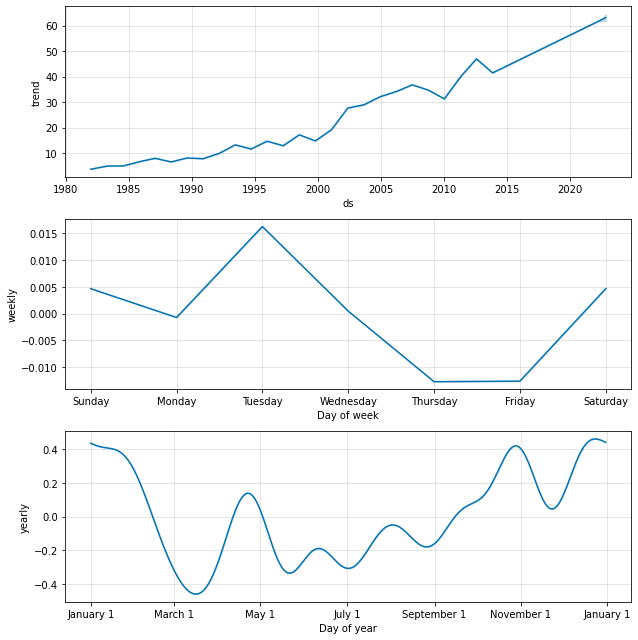 60
50
40
30
20
10
trend
1980 1985 1990 1995 2000 2005 2010 2015 2020
ds
0.015
0.010
0.005
0.000
−0.005
−0.010
weekly
Sunday Monday Tuesday Wednesday Thursday Friday Saturday
Day of week
0.4
0.2
0.0
−0.2
−0.4
yearly
January 1 March 1 May 1 July 1 September 1 November 1 January 1
Day of year